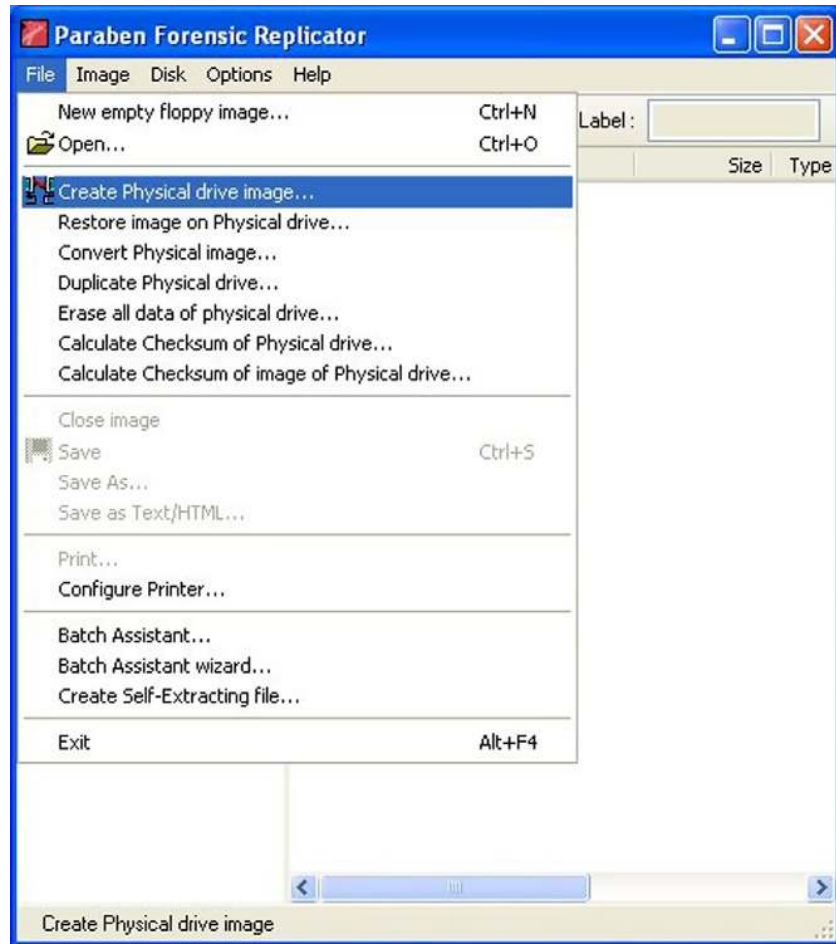 Paraben Forensic Replicator
File Image Disk Options Help
New empty floppy image... Ctrl+N
Label:
Open... Ctrl+O
Size Type
Create Physical drive image...
Restore image on Physical drive...
Convert Physical image...
Duplicate Physical drive...
Erase all data of physical drive...
Calculate Checksum of Physical drive...
Calculate Checksum of image of Physical drive...
Close image
Save Ctrl+S
Save As...
Save as Text/HTML...
Print...
Configure Printer...
Batch Assistant...
Batch Assistant wizard...
Create Self-Extracting file...
Exit Alt+F4
Create Physical drive image